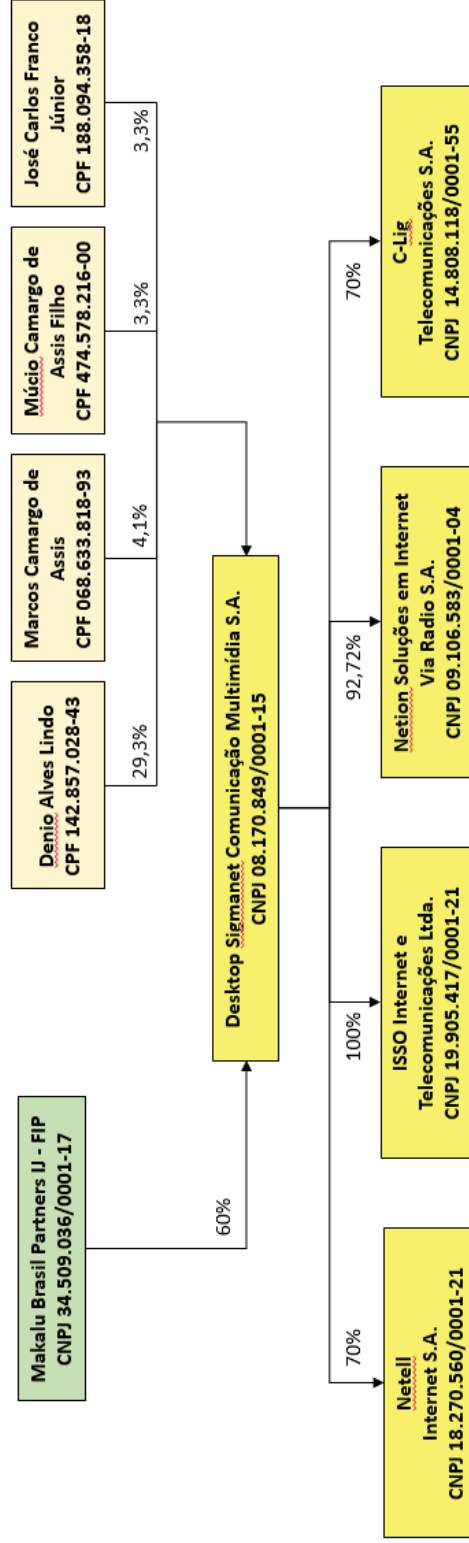 Makalu Brasil Partners IJ - FIP
CNPJ 34.509.036/0001-17
Denio Alves Lindo
CPF 142.857.028-43
Marcos Camargo de
Assis
CPF 068.633.818-93
Múcio Camargo de
Assis Filho
CPF 474.578.216-00
José Carlos Franco
Júnior
CPF 188.094.358-18
60%
29,3%
4,1%
3,3%
3,3%
Desktop Sigmanet Comunicação Multimídia S.A.
CNPJ 08.170.849/0001-15
70%
100%
92,72%
70%
Netell
Internet S.A.
CNPJ 18.270.560/0001-21
ISSO Internet e
Telecomunicações Ltda.
CNPJ 19.905.417/0001-21
Netion Soluções em Internet
Via Radio S.A.
CNPJ 09.106.583/0001-04
C-Lig
Telecomunicações S.A.
CNPJ 14.808.118/0001-55